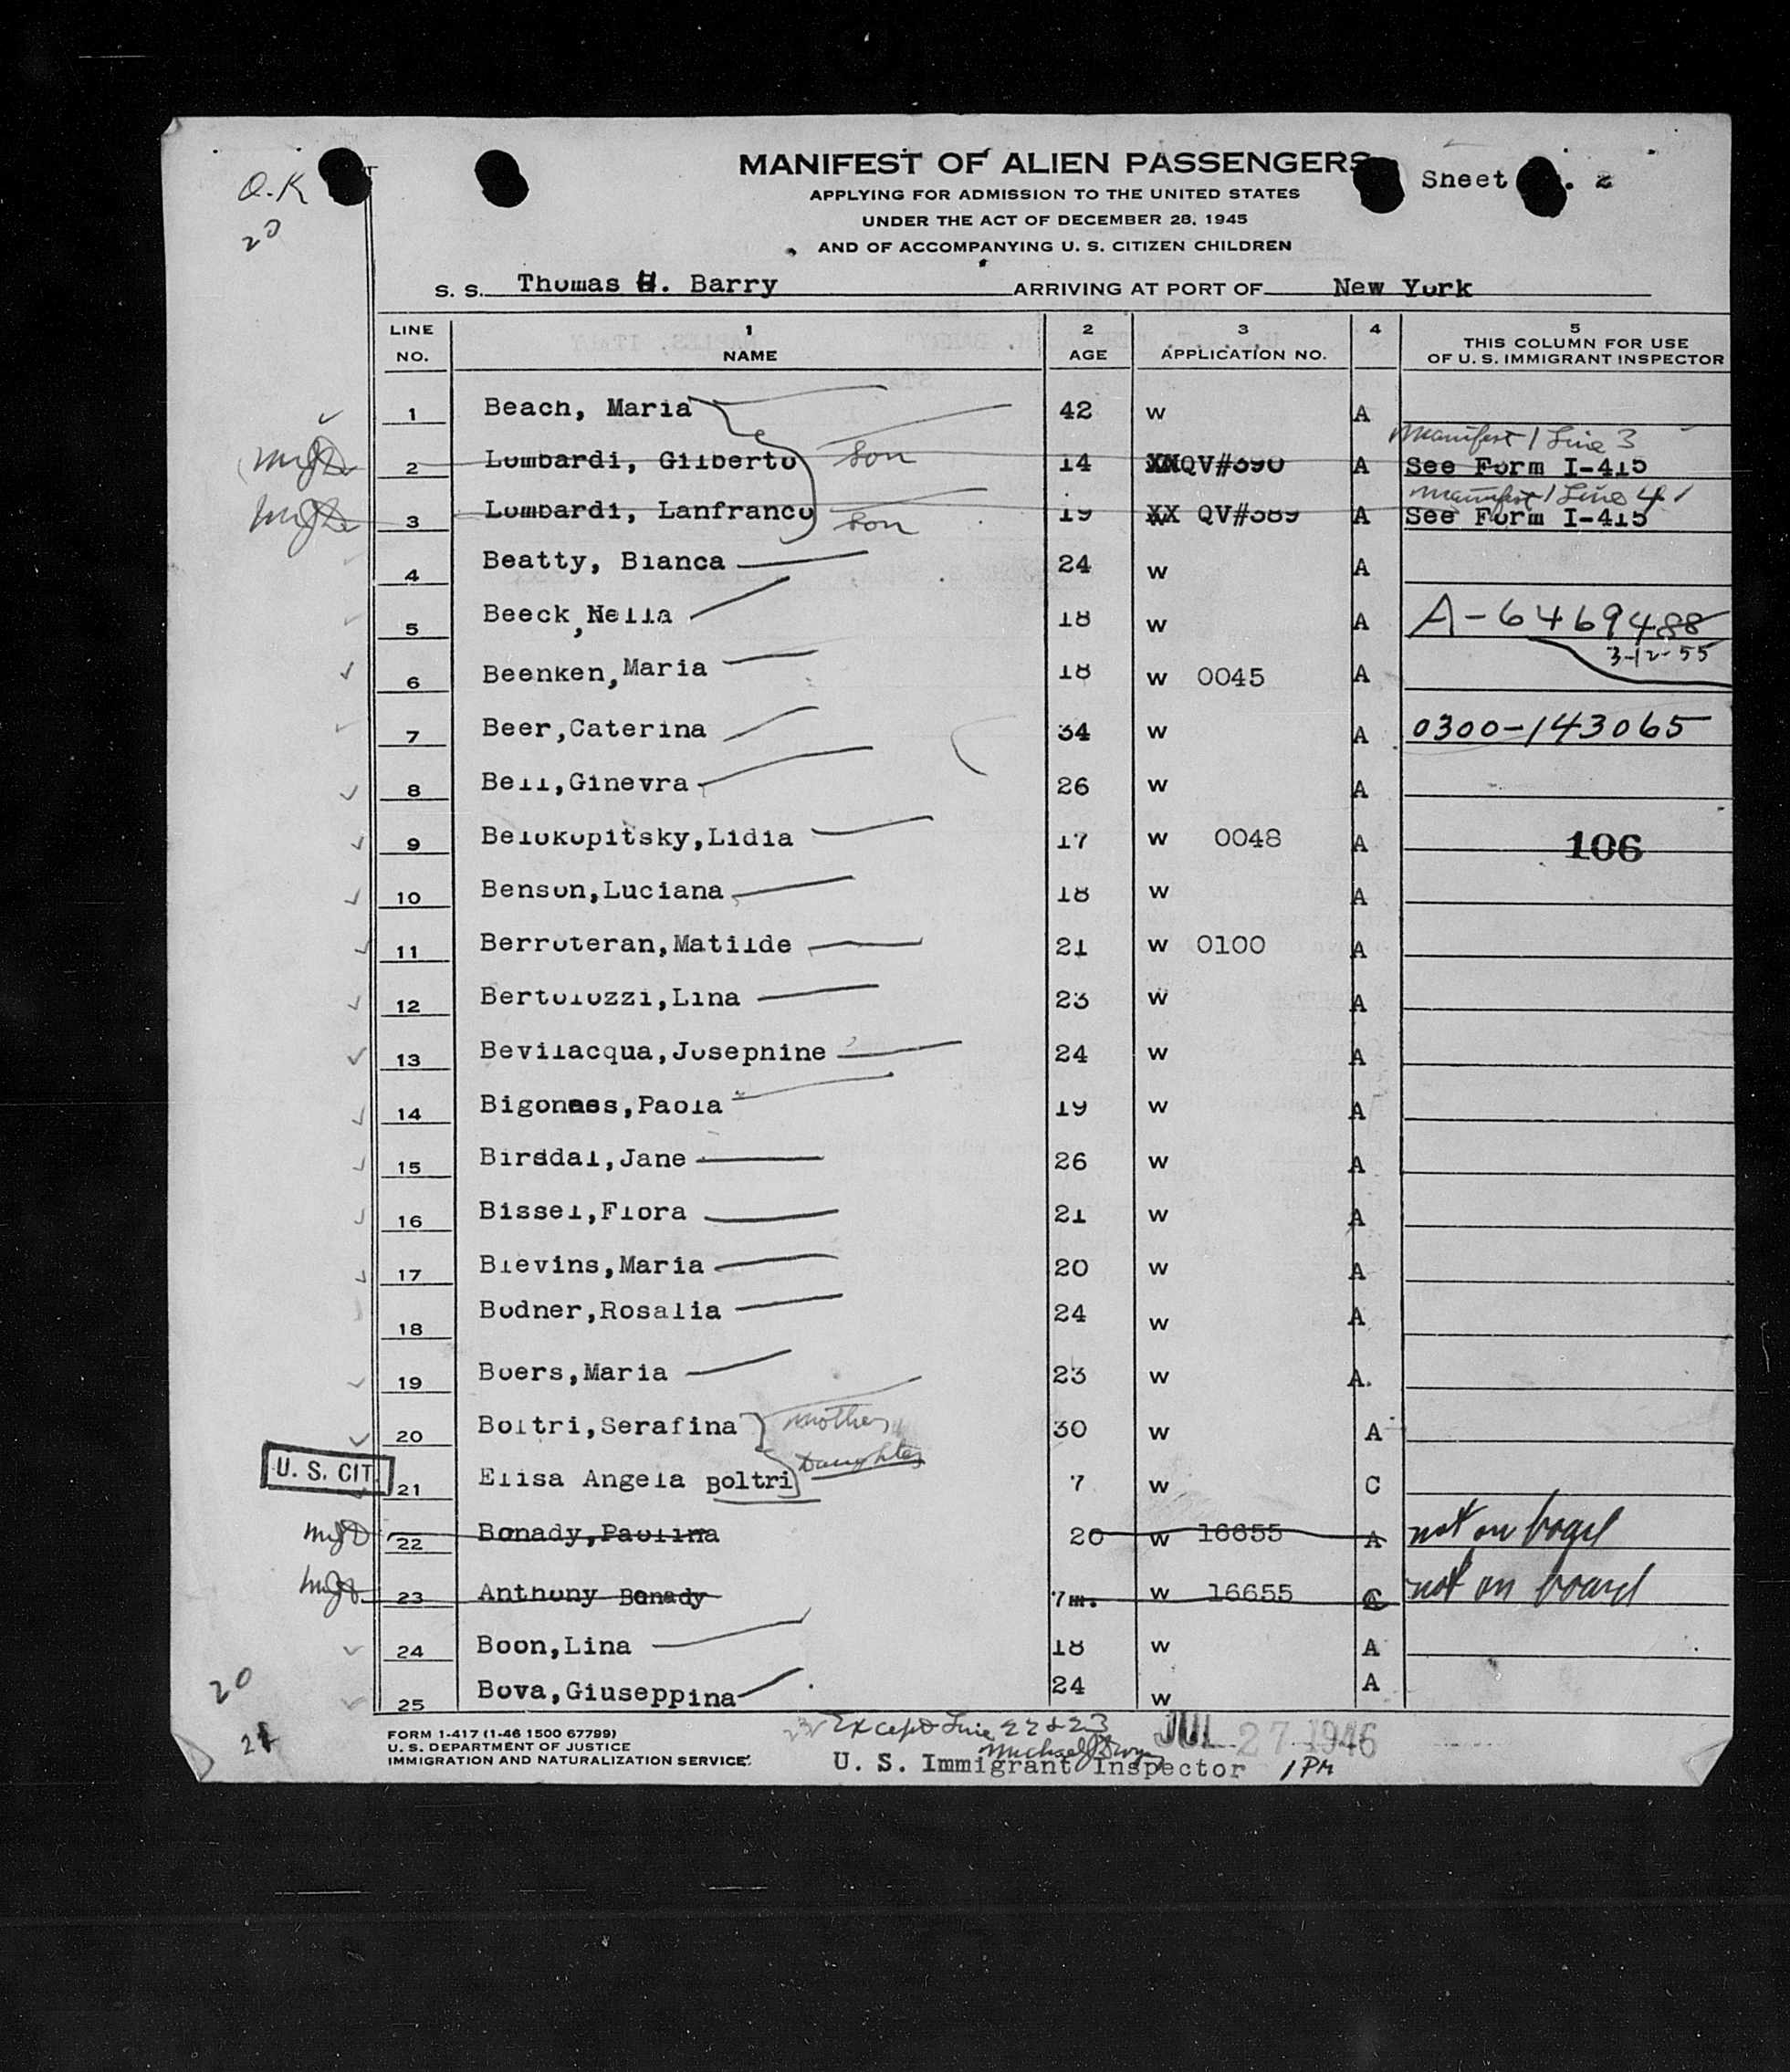 O.K
20
MANIFEST OF ALIEN PASSENGERS
Sheet 2
APPLYING FOR ADMISSION TO THE UNITED STATES
UNDER THE ACT OF DECEMBER 28, 1945
AND OF ACCOMPANYING U. S. CITIZEN CHILDREN
S. S. Thomas H. Barry ARRIVING AT PORT OF New York
LINE NO. 1 NAME 2 AGE 3 APPLICATION NO. 4 5 THIS COLUMN FOR USE OF U. S. IMMIGRANT INSPECTOR
1 Beach, Maria 42 W A
Manifest 1 Line 3
2 Lombardi, Gilberto son 14 XX QV#390 A See Form I-415
Manifest 1 Line 4
3 Lombardi, Lanfranco son 19 XX QV#389 A See Form I-415
4 Beatty, Bianca 24 W A
5 Beeck, Nella 18 W A A-6469488
3-12-55
6 Beenken, Maria 18 W 0045 A
7 Beer,Caterina 34 W A 0300-143065
8 Bell,Ginevra 26 W A
9 Belokopitsky,Lidia 17 W 0048 A 106
10 Benson,Luciana 18 W A
11 Berroteran,Matilde 21 W 0100 A
12 Bertolozzi,Lina 23 W A
13 Bevilacqua,Josephine 24 W A
14 Bigoness,Paola 19 W A
15 Birddal,Jane 26 W A
16 Bissel,Flora 21 W A
17 Blevins,Maria 20 W A
18 Bodner,Rosalia 24 W A
19 Boers,Maria 23 W A.
20 Boltri,Serafina mother 30 W A
U. S. CIT. 21 Elisa Angela Boltri Daughter 7 W C
22 Bonady,Paolina 20 W 16655 A not on board
23 Anthony Bonady 7m. W 16655 C not on board
24 Boon,Lina 18 W A
25 Bova,Giuseppina 24 W A
20
21
FORM 1-417 (1-46 1500 67799)
U. S. DEPARTMENT OF JUSTICE
IMMIGRATION AND NATURALIZATION SERVICE.
Except Line 22 & 23
JUL 27 1946
U. S. Immigrant Inspector 1 PM